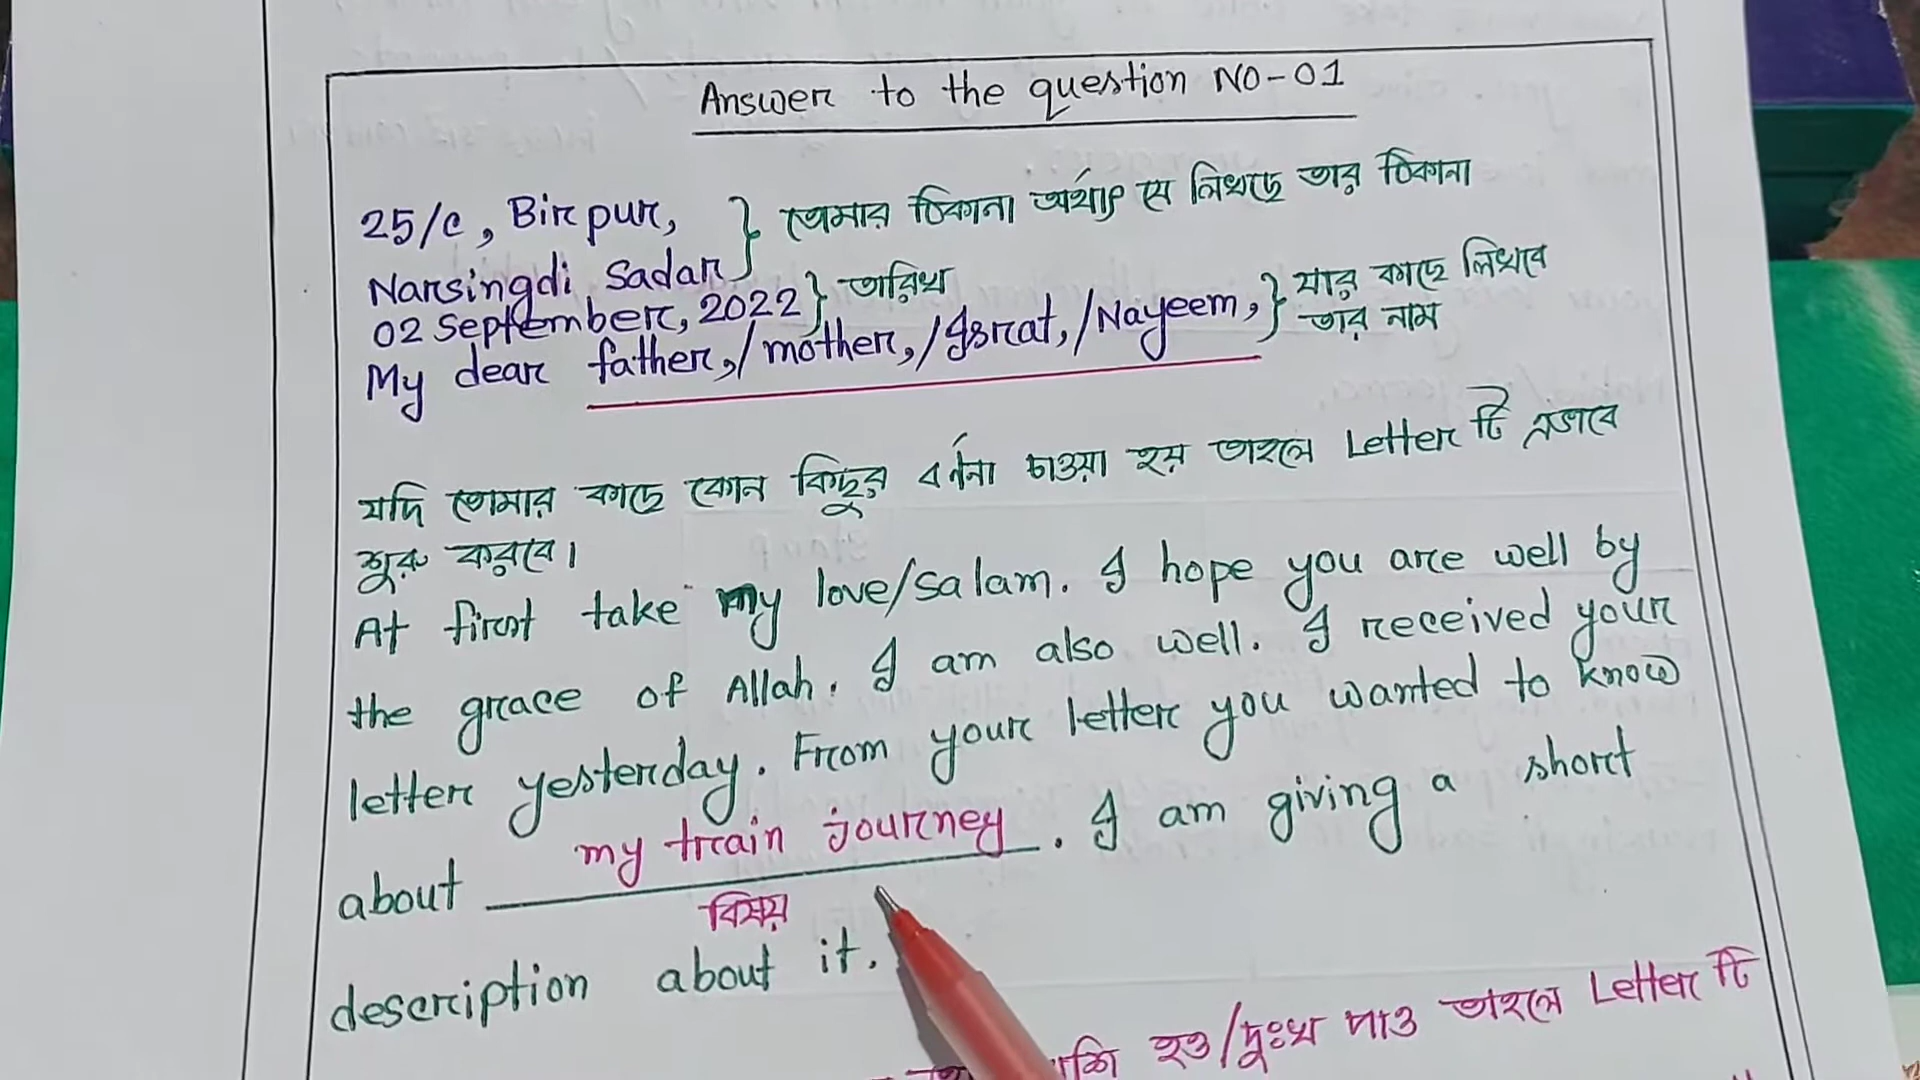 Answer to the question NO-01
25/c, Birpur, } তোমার ঠিকানা অর্থাৎ যে লিখছে তার ঠিকানা
Narsingdi Sadar
02 September, 2022 } তারিখ
My dear father,/mother,/Israt,/Nayeem, } যার কাছে লিখবে
তার নাম
যদি তোমার কাছে কোন কিছুর বর্ননা চাওয়া হয় তাহলে Letter টি এভাবে
শুরু করবে।
At first take my love/salam. I hope you are well by
the grace of Allah. I am also well. I received your
letter yesterday. From your letter you wanted to know
about my train journey. I am giving a short
বিষয়
description about it.
হও/দুঃখ পাও তাহলে Letter টি